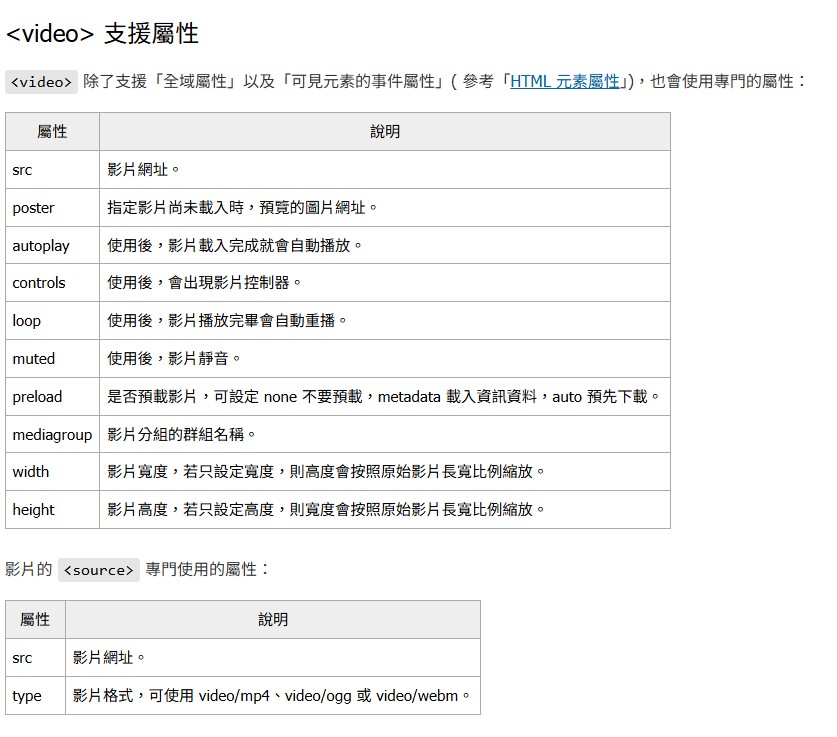 <video> 支援屬性
<video> 除了支援「全域屬性」以及「可見元素的事件屬性」( 參考「HTML 元素屬性」)，也會使用專門的屬性：
屬性 說明
src 影片網址。
poster 指定影片尚未載入時，預覽的圖片網址。
autoplay 使用後，影片載入完成就會自動播放。
controls 使用後，會出現影片控制器。
loop 使用後，影片播放完畢會自動重播。
muted 使用後，影片靜音。
preload 是否預載影片，可設定 none 不要預載，metadata 載入資訊資料，auto 預先下載。
mediagroup 影片分組的群組名稱。
width 影片寬度，若只設定寬度，則高度會按照原始影片長寬比例縮放。
height 影片高度，若只設定高度，則寬度會按照原始影片長寬比例縮放。
影片的 <source> 專門使用的屬性：
屬性 說明
src 影片網址。
type 影片格式，可使用 video/mp4、video/ogg 或 video/webm。